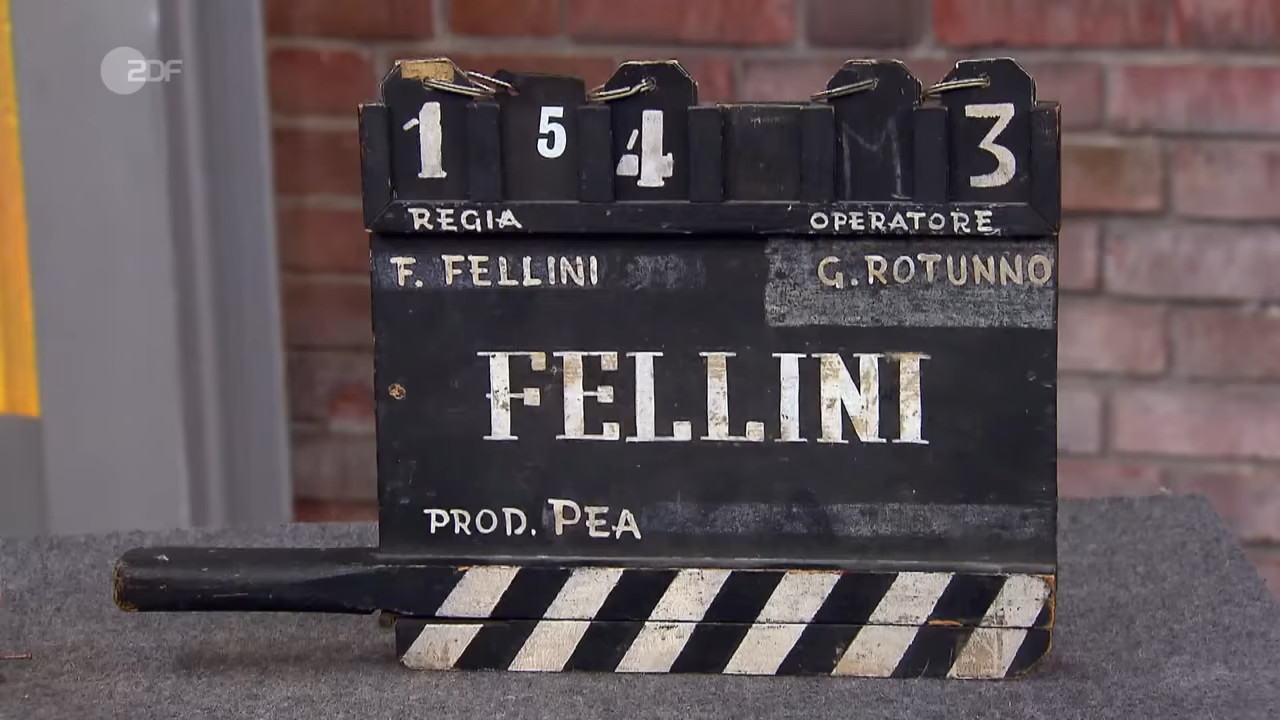 ZDF
1 5 4 3
REGIA OPERATORE
F. FELLINI G. ROTUNNO
FELLINI
PROD. PEA